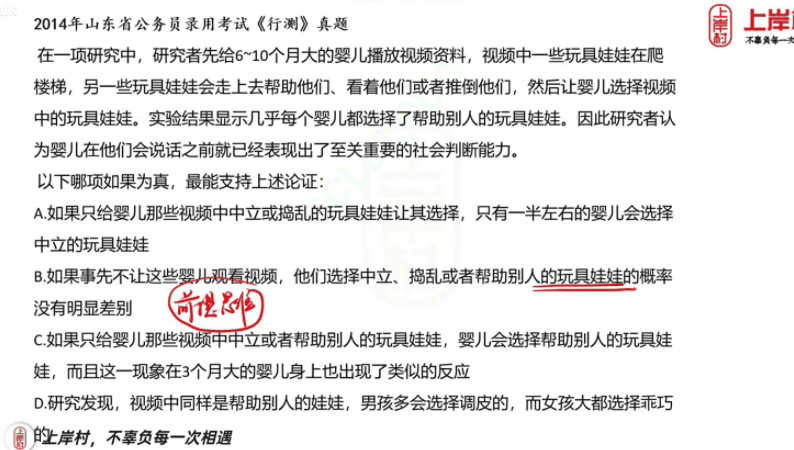 2014年山东省公务员录用考试《行测》真题
上岸村
上岸
不辜负每一次
在一项研究中，研究者先给6~10个月大的婴儿播放视频资料，视频中一些玩具娃娃在爬
楼梯，另一些玩具娃娃会走上去帮助他们、看着他们或者推倒他们，然后让婴儿选择视频
中的玩具娃娃。实验结果显示几乎每个婴儿都选择了帮助别人的玩具娃娃。因此研究者认
为婴儿在他们会说话之前就已经表现出了至关重要的社会判断能力。
以下哪项如果为真，最能支持上述论证：
A.如果只给婴儿那些视频中中立或捣乱的玩具娃娃让其选择，只有一半左右的婴儿会选择
中立的玩具娃娃
B.如果事先不让这些婴儿观看视频，他们选择中立、捣乱或者帮助别人的玩具娃娃的概率
没有明显差别
前提思维
C.如果只给婴儿那些视频中中立或者帮助别人的玩具娃娃，婴儿会选择帮助别人的玩具娃
娃，而且这一现象在3个月大的婴儿身上也出现了类似的反应
D.研究发现，视频中同样是帮助别人的娃娃，男孩多会选择调皮的，而女孩大都选择乖巧
的
上岸村，不辜负每一次相遇